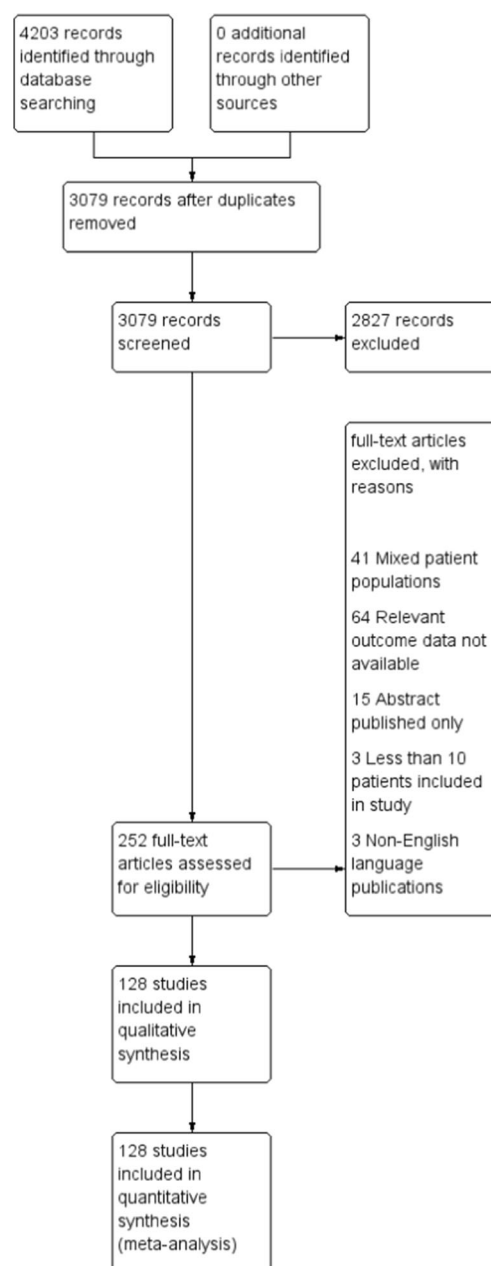 4203 records
identified through
database
searching
0 additional
records identified
through other
sources
3079 records after duplicates
removed
3079 records
screened
2827 records
excluded
full-text articles
excluded, with
reasons
41 Mixed patient
populations
64 Relevant
outcome data not
available
15 Abstract
published only
3 Less than 10
patients included
in study
3 Non-English
language
publications
252 full-text
articles assessed
for eligibility
128 studies
included in
qualitative
synthesis
128 studies
included in
quantitative
synthesis
(meta-analysis)